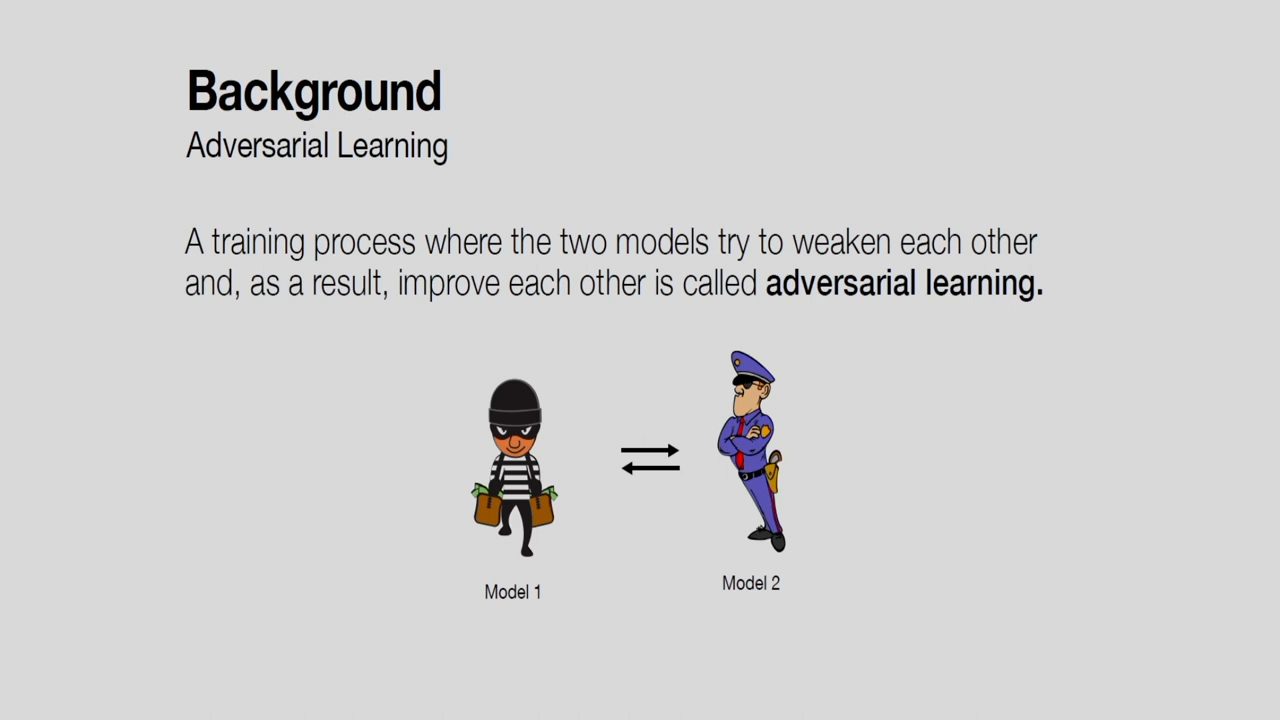 Background
Adversarial Learning
A training process where the two models try to weaken each other
and, as a result, improve each other is called adversarial learning.
Model 1
Model 2